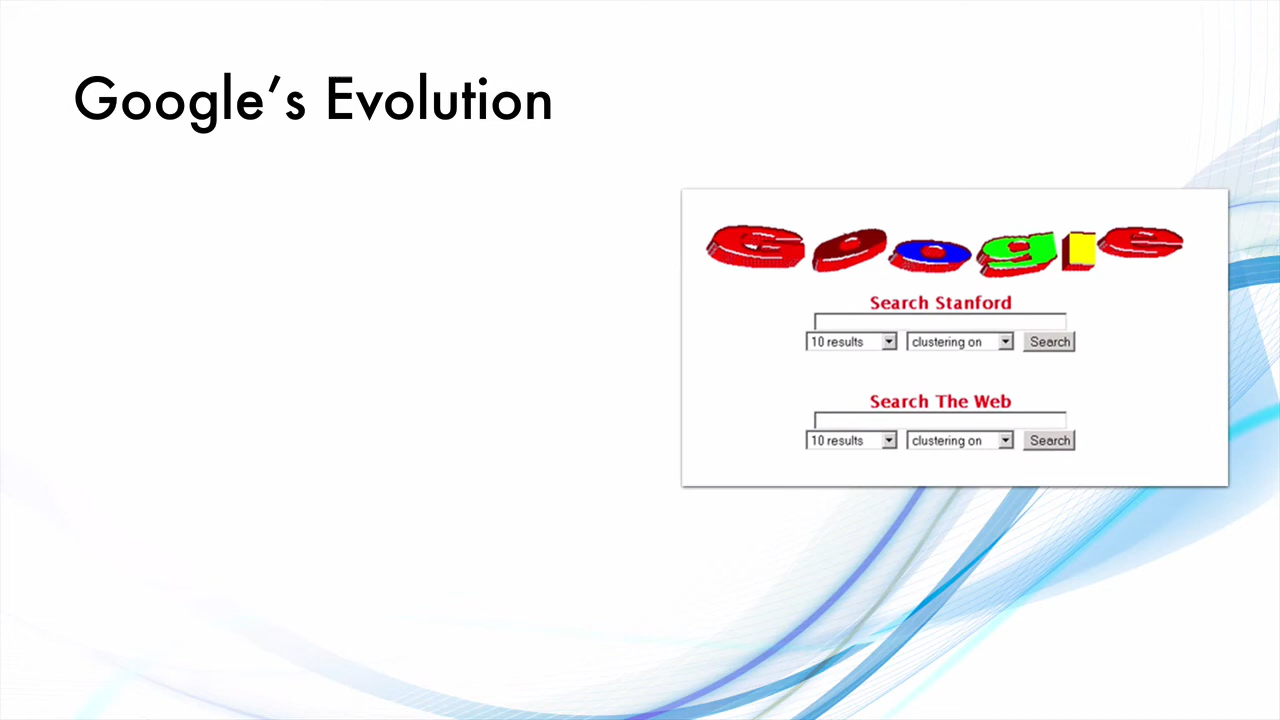 Google’s Evolution
Google
Search Stanford
10 results clustering on Search
Search The Web
10 results clustering on Search